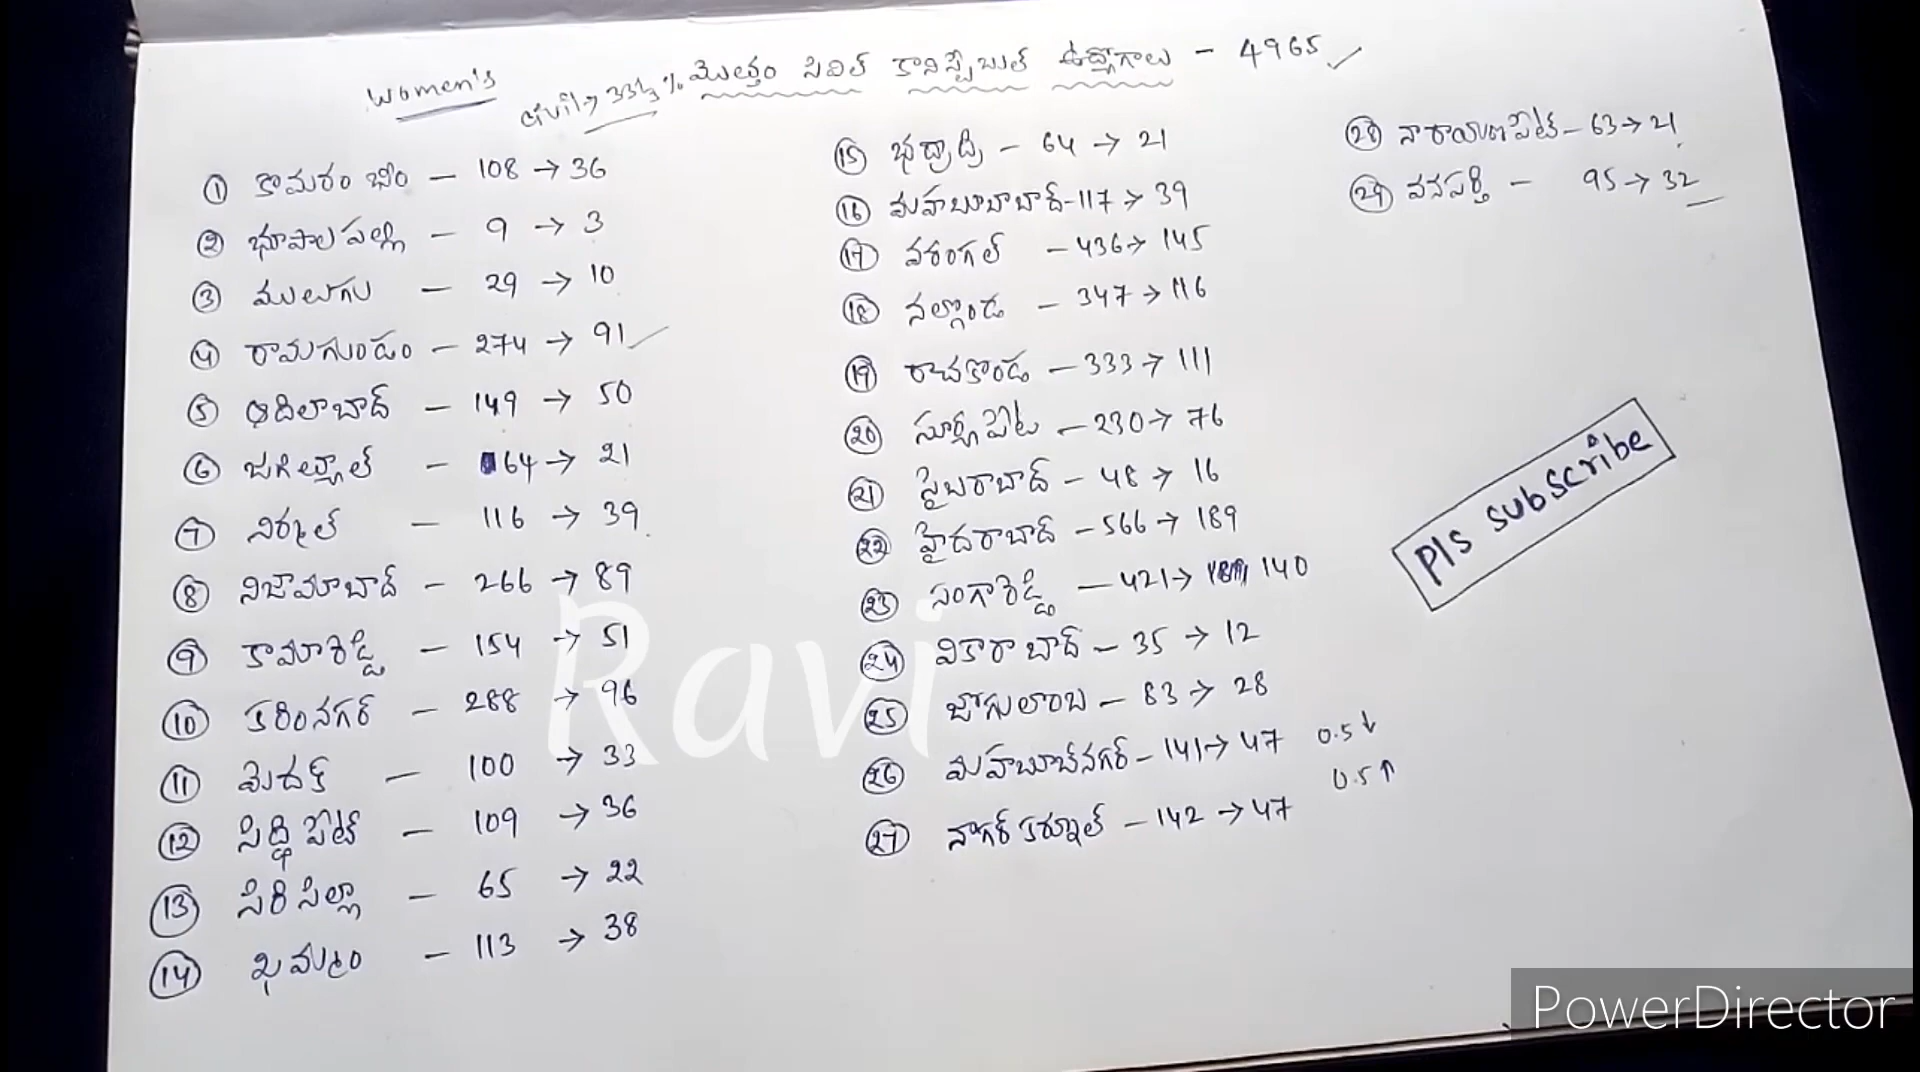 Women's
civil→ 33⅓ % మొత్తం సివిల్ కానిస్టేబుల్ ఉద్యోగాలు - 4965
① కొమరం భీం - 108 → 36
② భూపాలపల్లి - 9 → 3
③ ములుగు - 29 → 10
④ రామగుండం - 274 → 91
⑤ ఆదిలాబాద్ - 149 → 50
⑥ జగిత్యాల్ - 64 → 21
⑦ నిర్మల్ - 116 → 39
⑧ నిజామాబాద్ - 266 → 89
⑨ కామారెడ్డి - 154 → 51
⑩ కరీంనగర్ - 288 → 96
⑪ మెదక్ - 100 → 33
⑫ సిద్ధిపేట్ - 109 → 36
⑬ సిరిసిల్లా - 65 → 22
⑭ ఖమ్మం - 113 → 38
⑮ భద్రాద్రి - 64 → 21
⑯ మహబూబాబాద్ - 117 → 39
⑰ వరంగల్ - 436 → 145
⑱ నల్గొండ - 347 → 116
⑲ రాచకొండ - 333 → 111
⑳ సూర్యపేట - 230 → 76
㉑ సైబరాబాద్ - 48 → 16
㉒ హైదరాబాద్ - 566 → 189
㉓ సంగారెడ్డి - 421 → 140
㉔ వికారాబాద్ - 35 → 12
㉕ జోగులాంబ - 83 → 28
㉖ మహబూబ్‌నగర్ - 141 → 47
㉗ నాగర్ కర్నూల్ - 142 → 47
0.5↓
0.5↑
㉘ నారాయణపేట్ - 63 → 21
㉙ వనపర్తి - 95 → 32
Pls subscribe
Ravi
PowerDirector